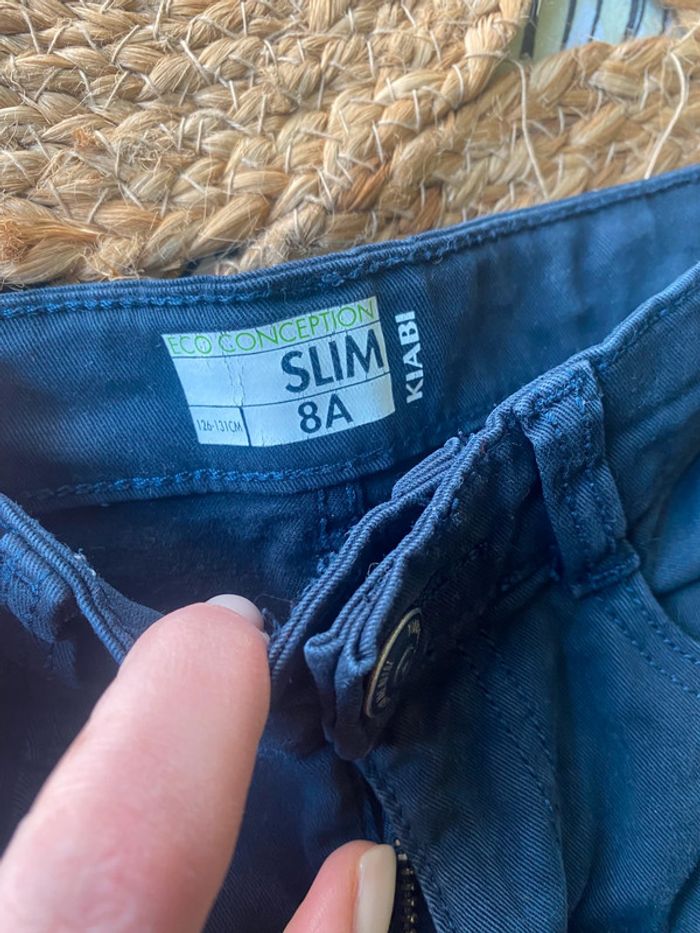 ECO CONCEPTION
SLIM
126-131CM
8A
KIABI